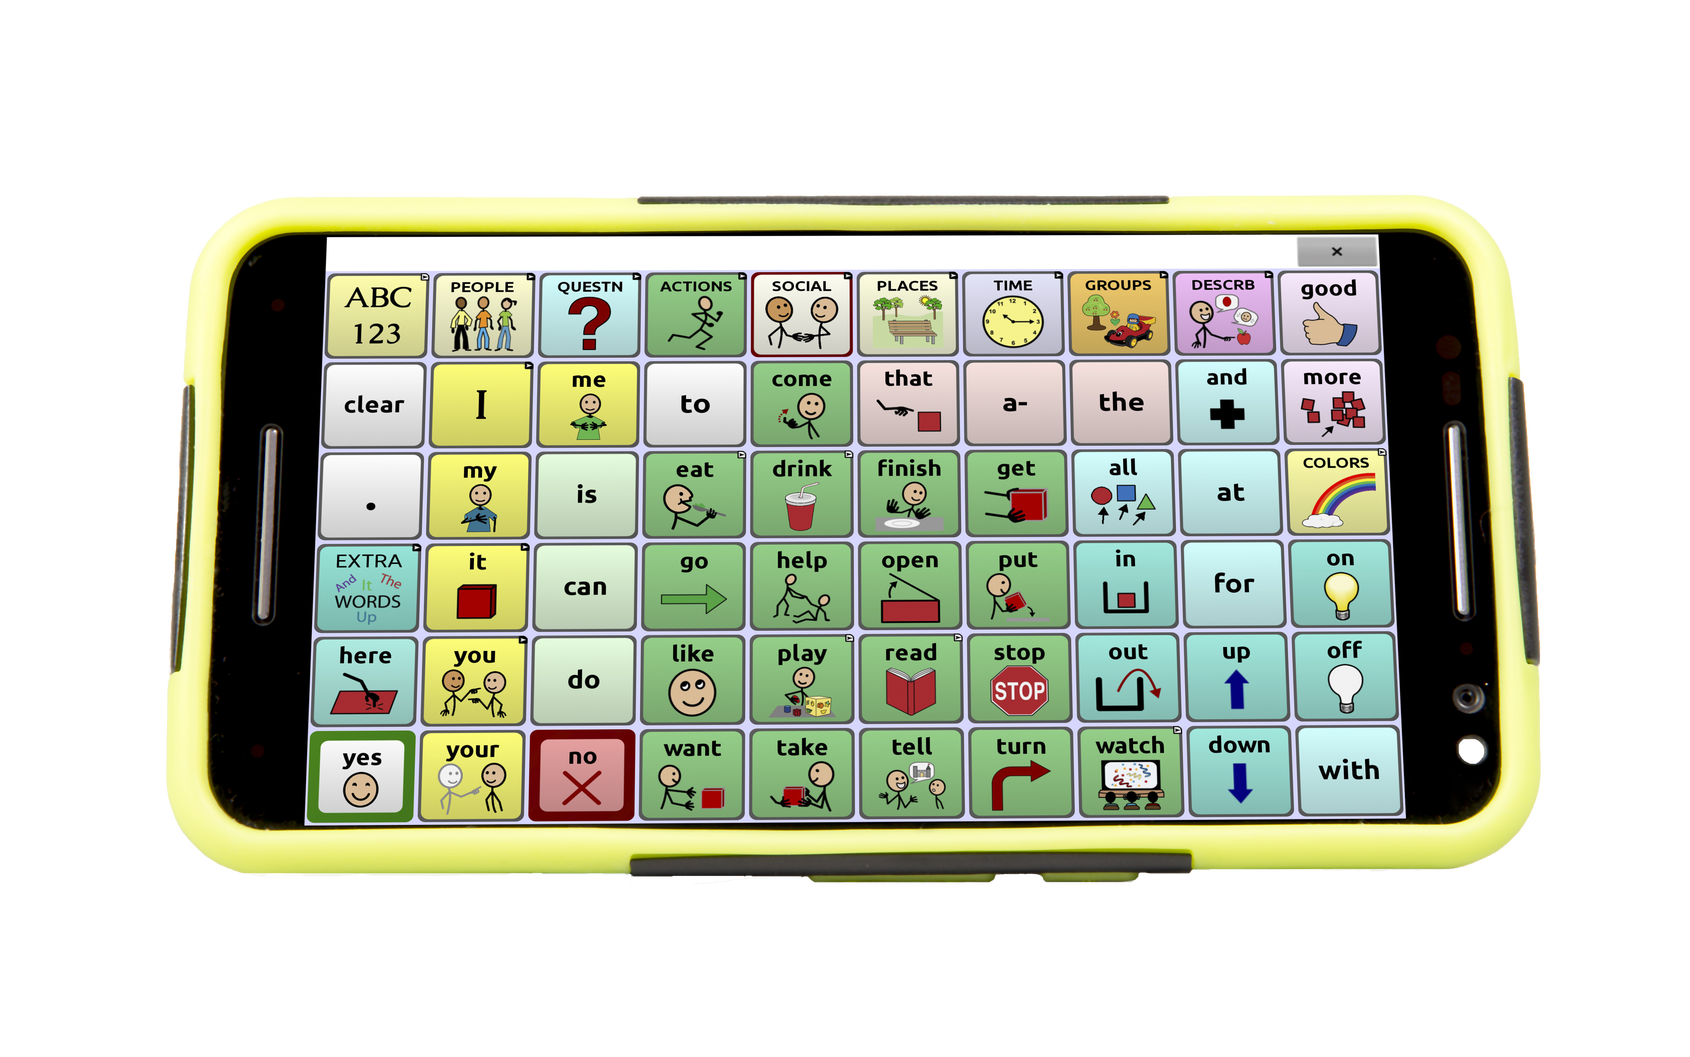 ×
ABC
123
PEOPLE
QUESTN
ACTIONS
SOCIAL
PLACES
TIME
GROUPS
DESCRB
good
clear
I
me
to
come
that
a-
the
and
more
.
my
is
eat
drink
finish
get
all
at
COLORS
EXTRA
And It The
WORDS
Up
it
can
go
help
open
put
in
for
on
here
you
do
like
play
read
stop
STOP
out
up
off
yes
your
no
want
take
tell
turn
watch
down
with